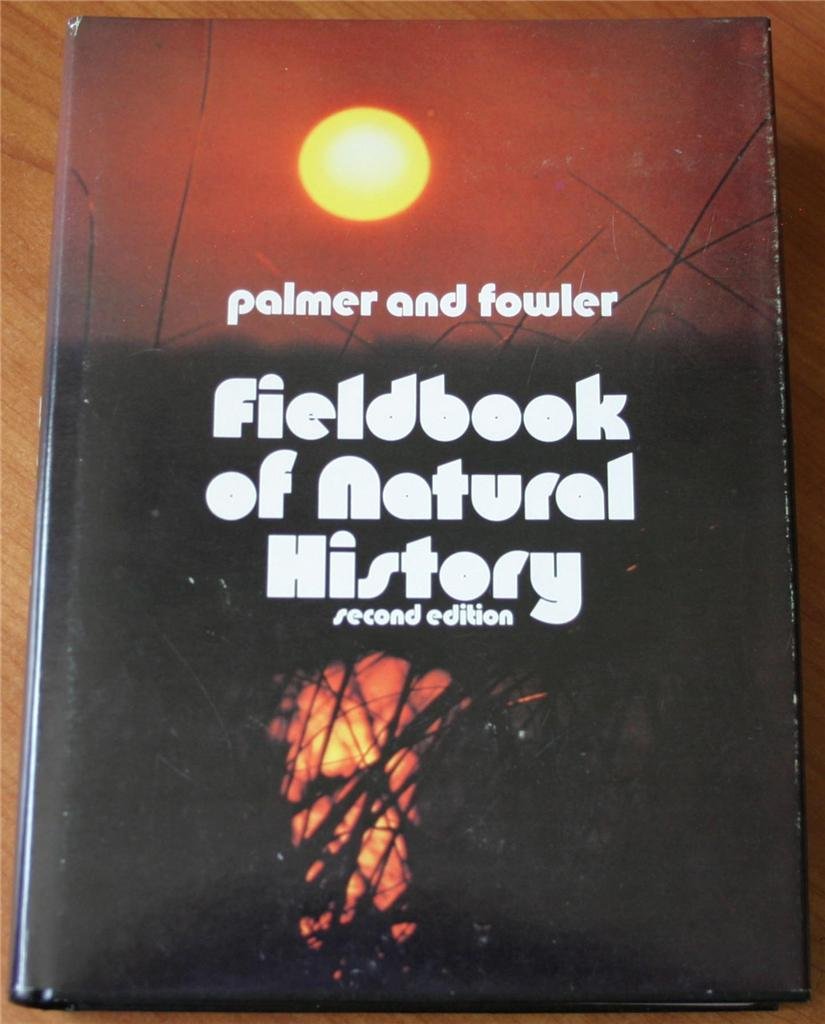 palmer and fowler
Fieldbook
of Natural
History
second edition